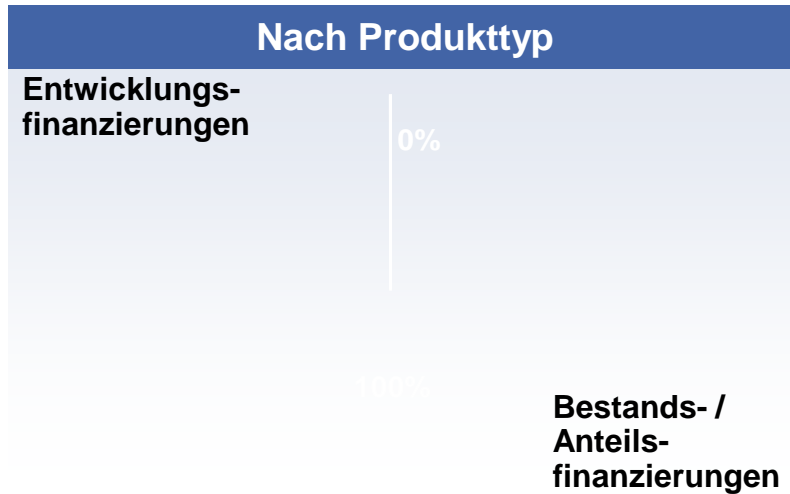 Nach Produkttyp
Entwicklungs-
finanzierungen
0%
100%
Bestands- /
Anteils-
finanzierungen